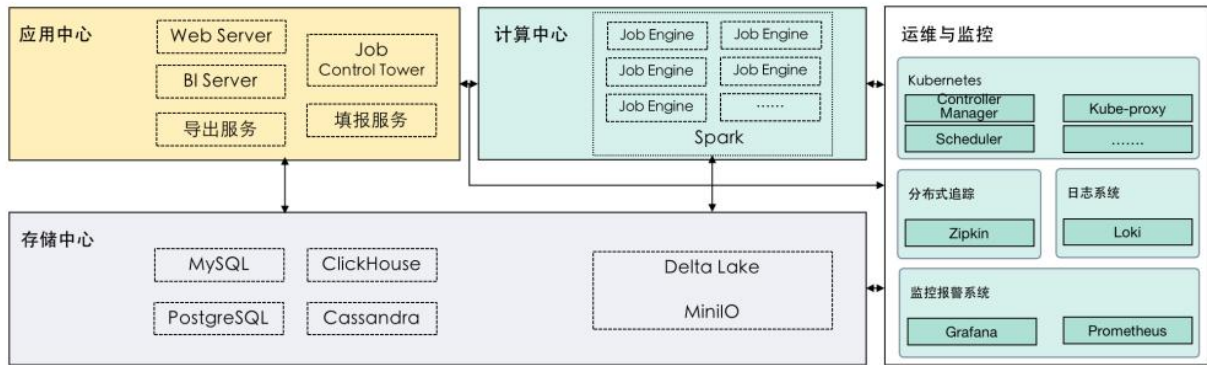 应用中心
Web Server
BI Server
导出服务
Job
Control Tower
填报服务
计算中心
Job Engine
Job Engine
Job Engine
Job Engine
Job Engine
......
Spark
存储中心
MySQL
ClickHouse
PostgreSQL
Cassandra
Delta Lake
MiniIO
运维与监控
Kubernetes
Controller
Manager
Kube-proxy
Scheduler
.......
分布式追踪
Zipkin
日志系统
Loki
监控报警系统
Grafana
Prometheus